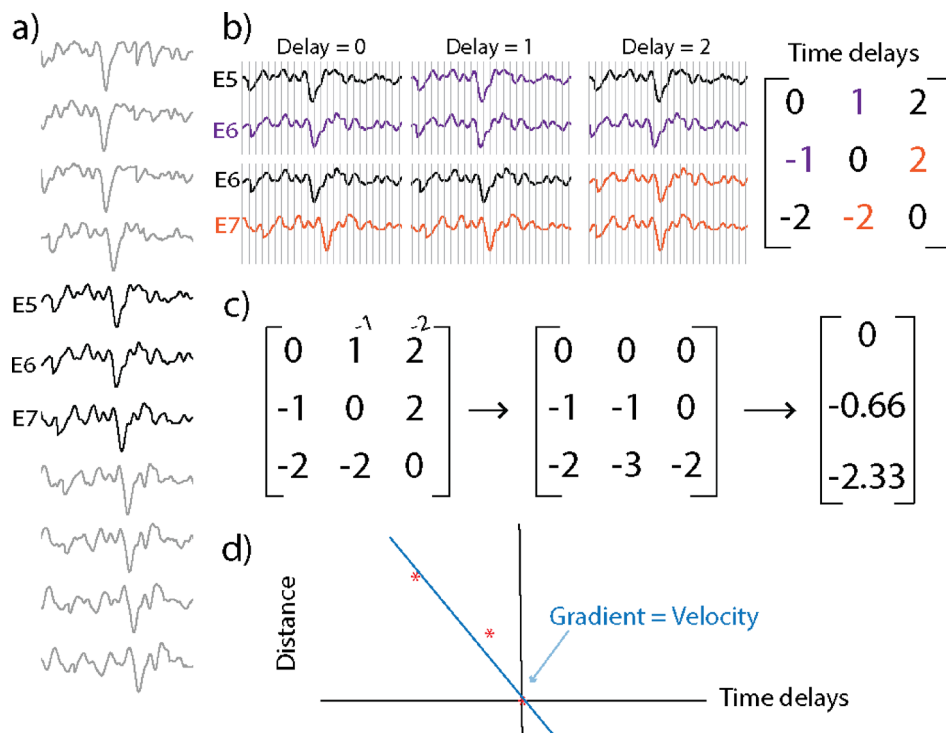 a)
E5
E6
E7
b)
Delay = 0
Delay = 1
Delay = 2
E5
E6
E6
E7
Time delays
0 1 2
-1 0 2
-2 -2 0
c)
-1 -2
0 1 2
-1 0 2
-2 -2 0
→
0 0 0
-1 -1 0
-2 -3 -2
→
0
-0.66
-2.33
d)
Distance
* * *
Gradient = Velocity
Time delays